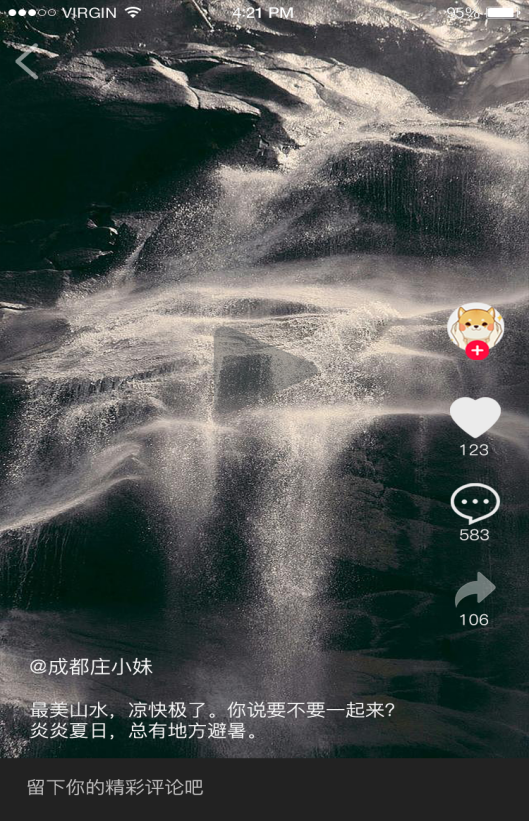 VIRGIN
4:21 PM
95%
123
583
106
@成都庄小妹
最美山水，凉快极了。你说要不要一起来?
炎炎夏日，总有地方避暑。
留下你的精彩评论吧